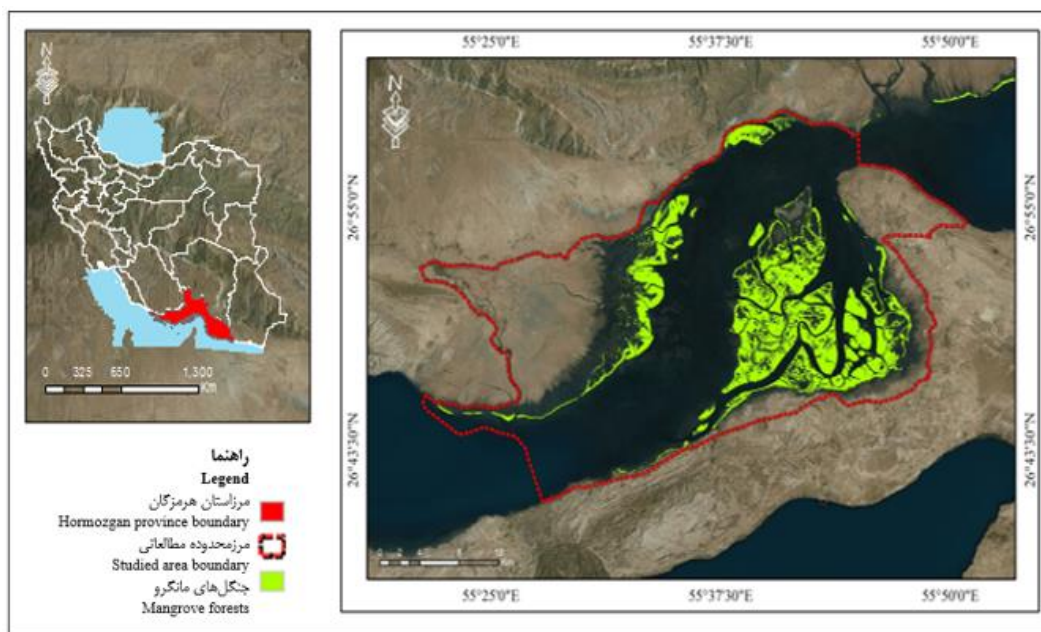 N
0 325 650 1,300
Km
راهنما
Legend
مرزاستان هرمزگان
Hormozgan province boundary
مرزمحدوده مطالعاتی
Studied area boundary
جنگل‌های مانگرو
Mangrove forests
55°25'0"E 55°37'30"E 55°50'0"E
N
26°55'0"N 26°55'0"N
26°43'30"N 26°43'30"N
Km
55°25'0"E 55°37'30"E 55°50'0"E